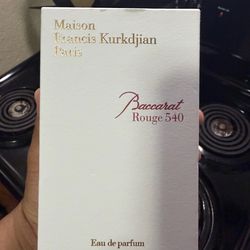 Maison
Francis Kurkdjian
Paris
Baccarat
Rouge 540
Eau de parfum